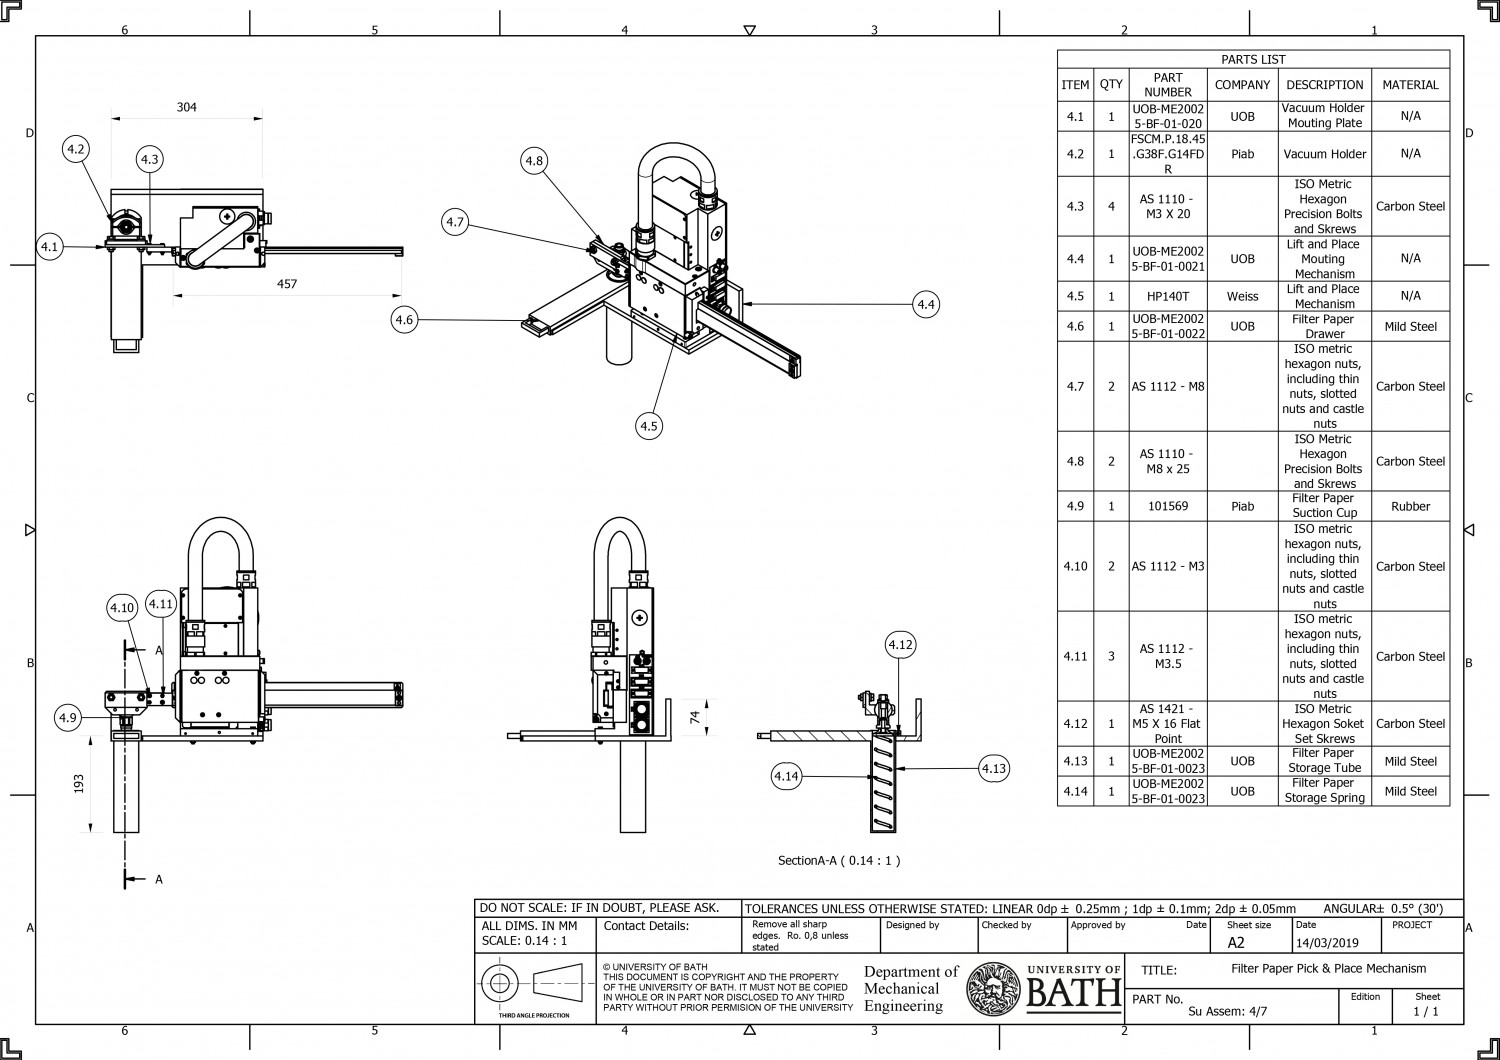 6 5 4 3 2 1
D
C
B
A
D
C
B
A
304
4.2
4.3
4.1
457
4.8
4.7
4.6
4.4
4.5
4.10
4.11
A
4.9
193
A
74
4.12
4.14
4.13
SectionA-A ( 0.14 : 1 )
PARTS LIST
ITEM QTY PART NUMBER COMPANY DESCRIPTION MATERIAL
4.1 1 UOB-ME20025-BF-01-020 UOB Vacuum Holder Mouting Plate N/A
4.2 1 FSCM.P.18.45.G38F.G14FDR Piab Vacuum Holder N/A
4.3 4 AS 1110 - M3 X 20 ISO Metric Hexagon Precision Bolts and Skrews Carbon Steel
4.4 1 UOB-ME20025-BF-01-0021 UOB Lift and Place Mouting Mechanism N/A
4.5 1 HP140T Weiss Lift and Place Mechanism N/A
4.6 1 UOB-ME20025-BF-01-0022 UOB Filter Paper Drawer Mild Steel
4.7 2 AS 1112 - M8 ISO metric hexagon nuts, including thin nuts, slotted nuts and castle nuts Carbon Steel
4.8 2 AS 1110 - M8 x 25 ISO Metric Hexagon Precision Bolts and Skrews Carbon Steel
4.9 1 101569 Piab Filter Paper Suction Cup Rubber
4.10 2 AS 1112 - M3 ISO metric hexagon nuts, including thin nuts, slotted nuts and castle nuts Carbon Steel
4.11 3 AS 1112 - M3.5 ISO metric hexagon nuts, including thin nuts, slotted nuts and castle nuts Carbon Steel
4.12 1 AS 1421 - M5 X 16 Flat Point ISO Metric Hexagon Soket Set Skrews Carbon Steel
4.13 1 UOB-ME20025-BF-01-0023 UOB Filter Paper Storage Tube Mild Steel
4.14 1 UOB-ME20025-BF-01-0023 UOB Filter Paper Storage Spring Mild Steel
DO NOT SCALE: IF IN DOUBT, PLEASE ASK.
TOLERANCES UNLESS OTHERWISE STATED: LINEAR 0dp ± 0.25mm ; 1dp ± 0.1mm; 2dp ± 0.05mm ANGULAR± 0.5° (30')
ALL DIMS. IN MM
SCALE: 0.14 : 1
Contact Details:
Remove all sharp
edges. Ro. 0,8 unless
stated
Designed by
Checked by
Approved by Date
Sheet size
A2
Date
14/03/2019
PROJECT
THIRD ANGLE PROJECTION
© UNIVERSITY OF BATH
THIS DOCUMENT IS COPYRIGHT AND THE PROPERTY
OF THE UNIVERSITY OF BATH. IT MUST NOT BE COPIED
IN WHOLE OR IN PART NOR DISCLOSED TO ANY THIRD
PARTY WITHOUT PRIOR PERMISION OF THE UNIVERSITY
Department of
Mechanical
Engineering
UNIVERSITY OF
BATH
TITLE: Filter Paper Pick & Place Mechanism
PART No.
Su Assem: 4/7
Edition
Sheet
1 / 1
6 5 4 3 2 1